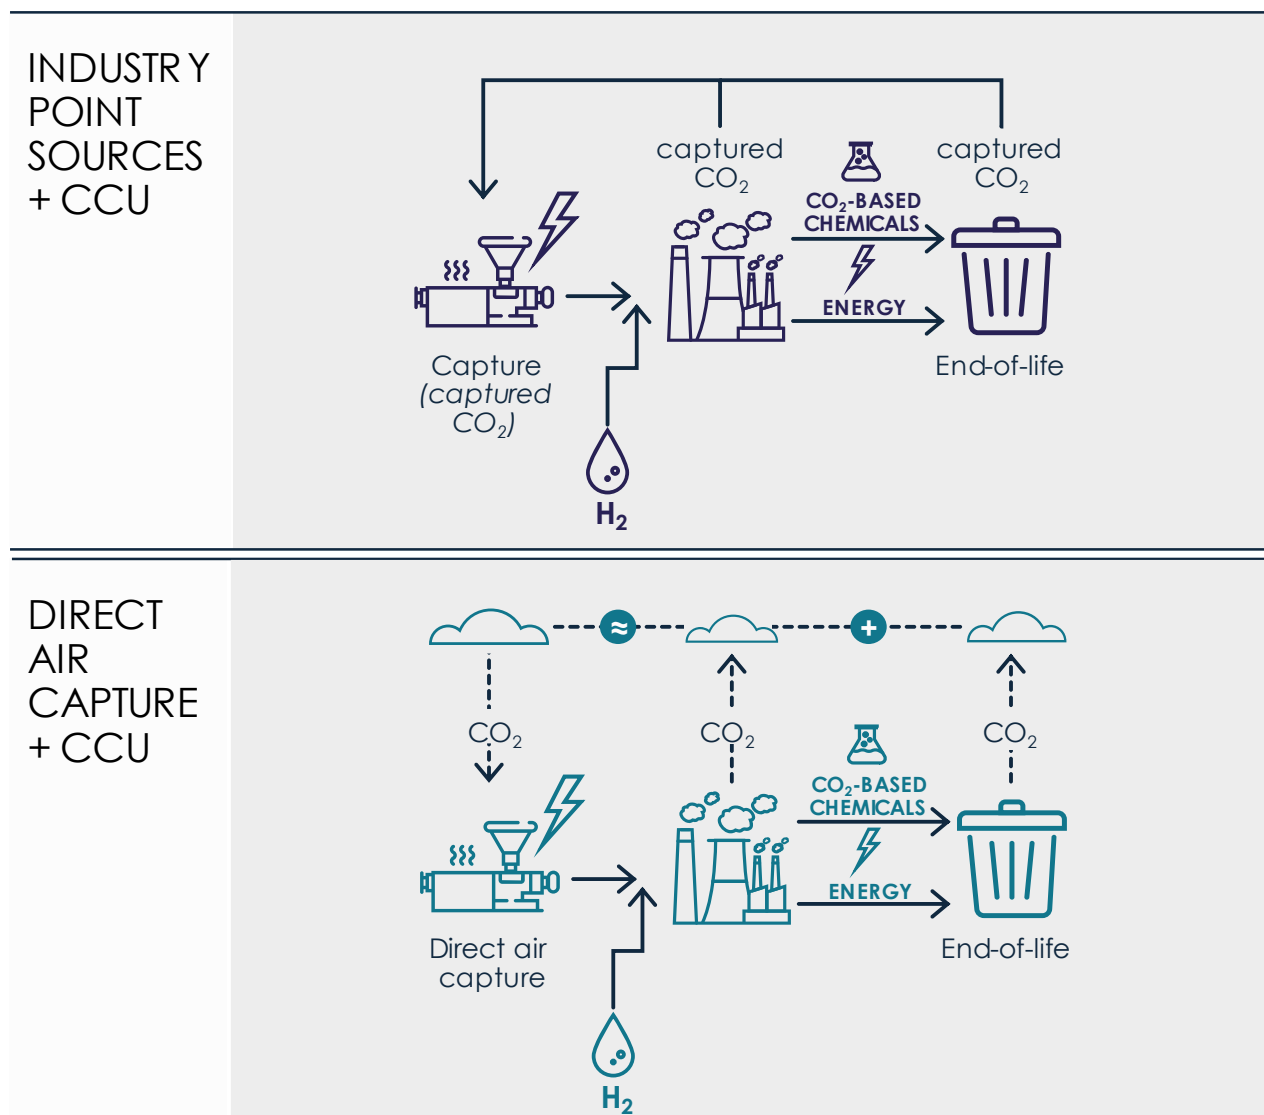 INDUSTRY
POINT
SOURCES
+ CCU
captured
CO₂
captured
CO₂
CO₂-BASED
CHEMICALS
ENERGY
Capture
(captured
CO₂)
End-of-life
H₂
DIRECT
AIR
CAPTURE
+ CCU
≈
+
CO₂
CO₂
CO₂
CO₂-BASED
CHEMICALS
ENERGY
Direct air
capture
End-of-life
H₂